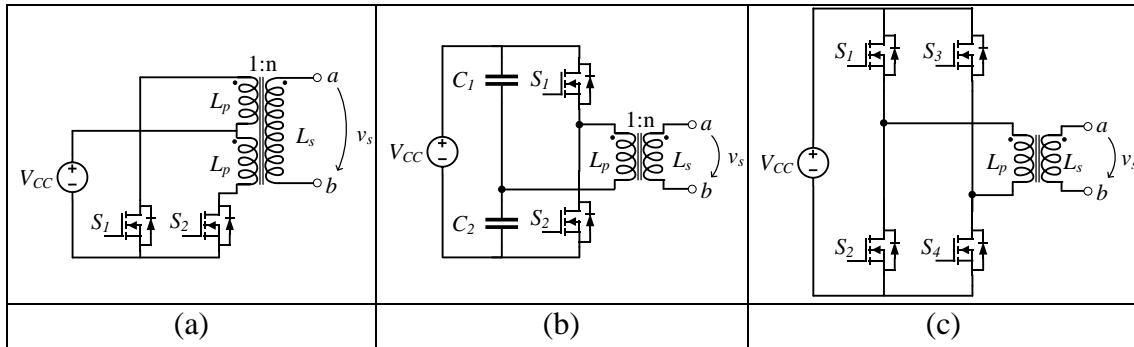 1:n
a
L_p
L_s
v_s
L_p
V_CC
b
S_1
S_2
C_1
S_1
1:n
a
V_CC
L_p
L_s
v_s
b
C_2
S_2
S_1
S_3
a
V_CC
L_p
L_s
v_s
b
S_2
S_4
(a)
(b)
(c)